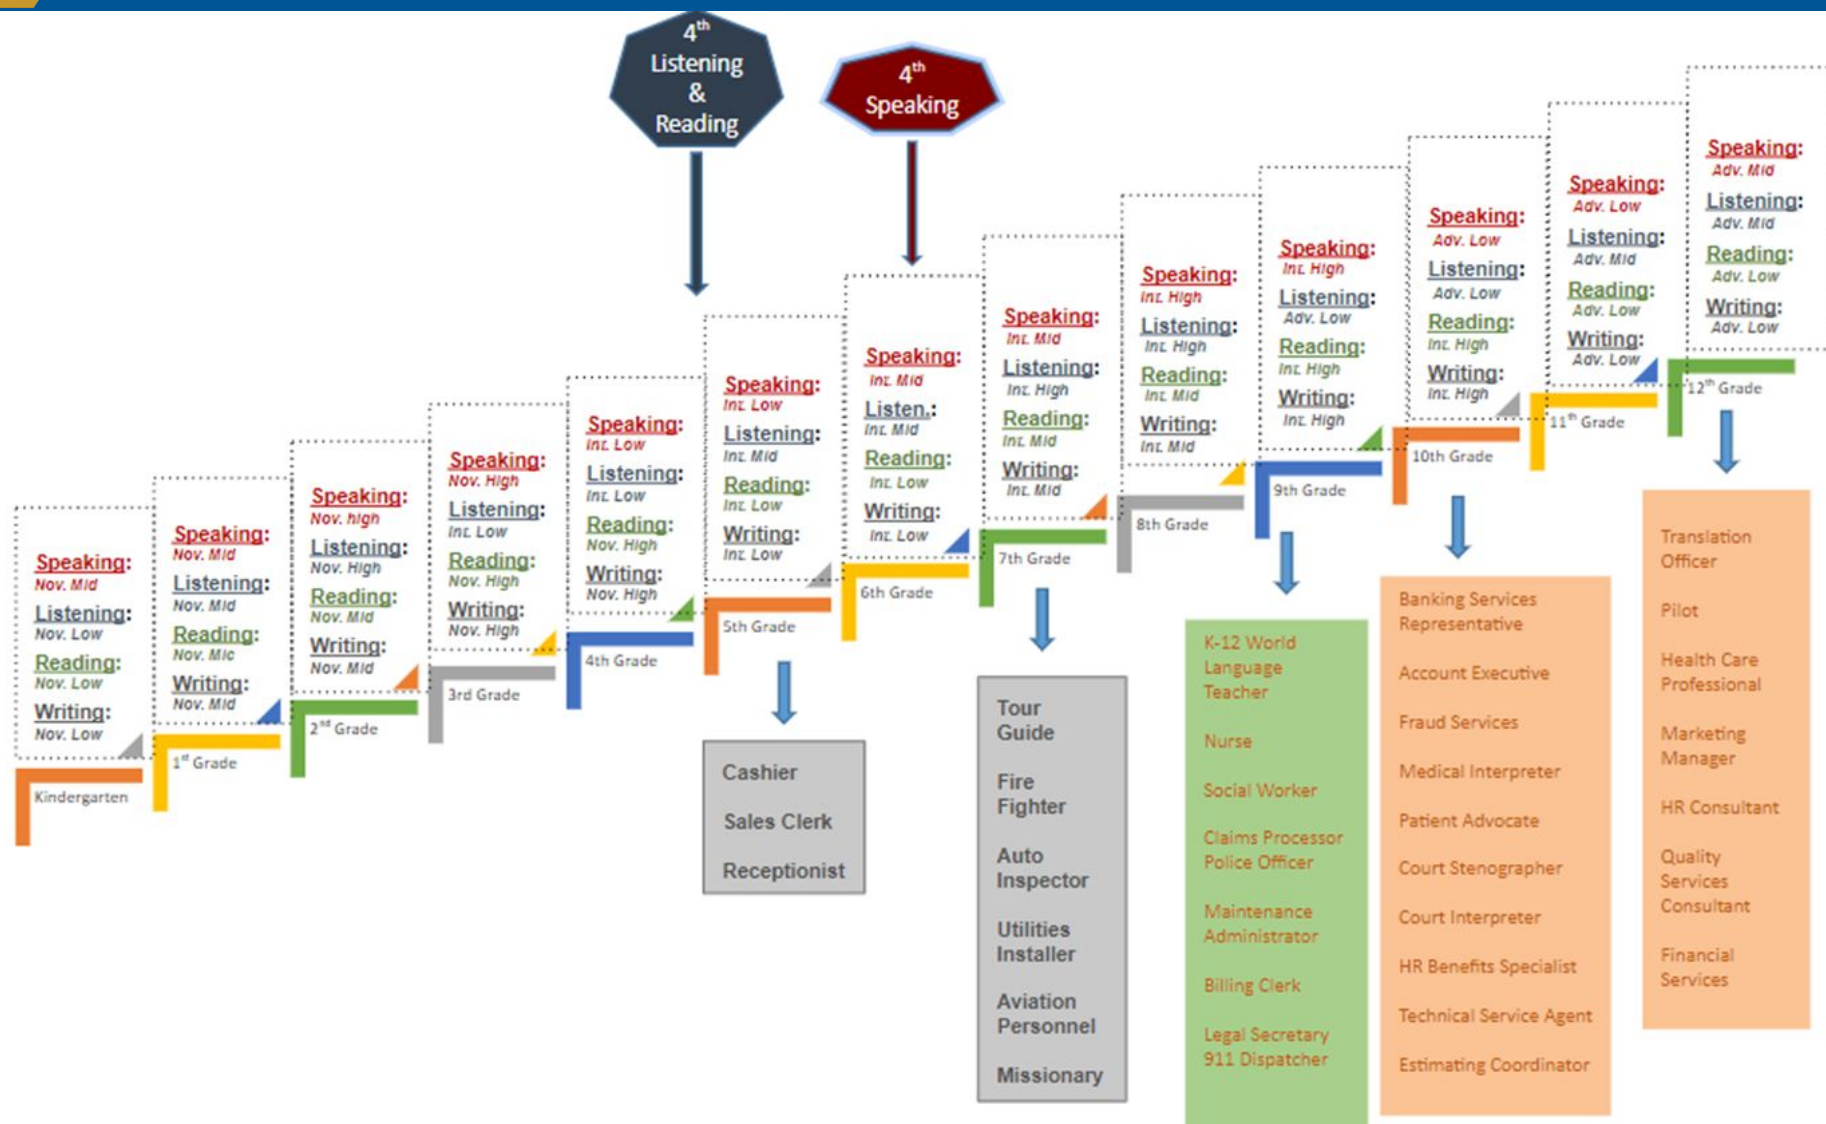 4th
Listening
&
Reading
4th
Speaking
Speaking:
Nov. Mid
Listening:
Nov. Low
Reading:
Nov. Low
Writing:
Nov. Low
Kindergarten
Speaking:
Nov. Mid
Listening:
Nov. Mid
Reading:
Nov. Mic
Writing:
Nov. Mid
1st Grade
Speaking:
Nov. high
Listening:
Nov. High
Reading:
Nov. Mid
Writing:
Nov. Mid
2nd Grade
Speaking:
Nov. High
Listening:
Int. Low
Reading:
Nov. High
Writing:
Nov. High
3rd Grade
Speaking:
Int. Low
Listening:
Int. Low
Reading:
Nov. High
Writing:
Nov. High
4th Grade
Speaking:
Int. Low
Listening:
Int. Mid
Reading:
Int. Low
Writing:
Int. Low
5th Grade
Speaking:
Int. Mid
Listen.:
Int. Mid
Reading:
Int. Low
Writing:
Int. Low
6th Grade
Speaking:
Int. Mid
Listening:
Int. High
Reading:
Int. Mid
Writing:
Int. Mid
7th Grade
Speaking:
Int. High
Listening:
Int. High
Reading:
Int. Mid
Writing:
Int. Mid
8th Grade
Speaking:
Int. High
Listening:
Adv. Low
Reading:
Int. High
Writing:
Int. High
9th Grade
Speaking:
Adv. Low
Listening:
Adv. Low
Reading:
Int. High
Writing:
Int. High
10th Grade
Speaking:
Adv. Low
Listening:
Adv. Mid
Reading:
Adv. Low
Writing:
Adv. Low
11th Grade
Speaking:
Adv. Mid
Listening:
Adv. Mid
Reading:
Adv. Low
Writing:
Adv. Low
12th Grade
Cashier
Sales Clerk
Receptionist
Tour
Guide
Fire
Fighter
Auto
Inspector
Utilities
Installer
Aviation
Personnel
Missionary
K-12 World
Language
Teacher
Nurse
Social Worker
Claims Processor
Police Officer
Maintenance
Administrator
Billing Clerk
Legal Secretary
911 Dispatcher
Banking Services
Representative
Account Executive
Fraud Services
Medical Interpreter
Patient Advocate
Court Stenographer
Court Interpreter
HR Benefits Specialist
Technical Service Agent
Estimating Coordinator
Translation
Officer
Pilot
Health Care
Professional
Marketing
Manager
HR Consultant
Quality
Services
Consultant
Financial
Services